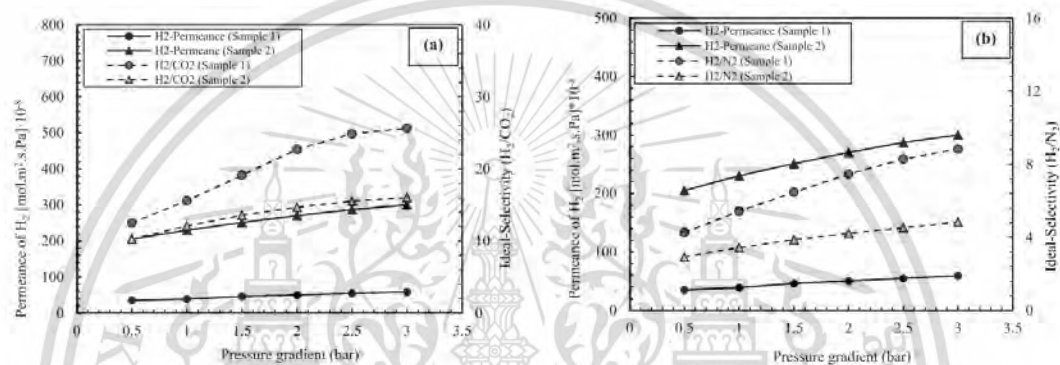 800
700
600
500
400
300
200
100
0
Permeance of H2 [mol.m2.s.Pa]·10-8
H2-Permeance (Sample 1)
H2-Permeane (Sample 2)
H2/CO2 (Sample 1)
H2/CO2 (Sample 2)
(a)
40
30
20
10
0
Ideal-Selectivity (H2/CO2)
0 0.5 1 1.5 2 2.5 3 3.5
Pressure gradient (bar)
500
400
300
200
100
0
Permeance of H2 [mol.m2.s.Pa]*10-8
H2-Permeance (Sample 1)
H2-Permeane (Sample 2)
H2/N2 (Sample 1)
H2/N2 (Sample 2)
(b)
16
12
8
4
0
Ideal-Selectivity (H2/N2)
0 0.5 1 1.5 2 2.5 3 3.5
Pressure gradient (bar)